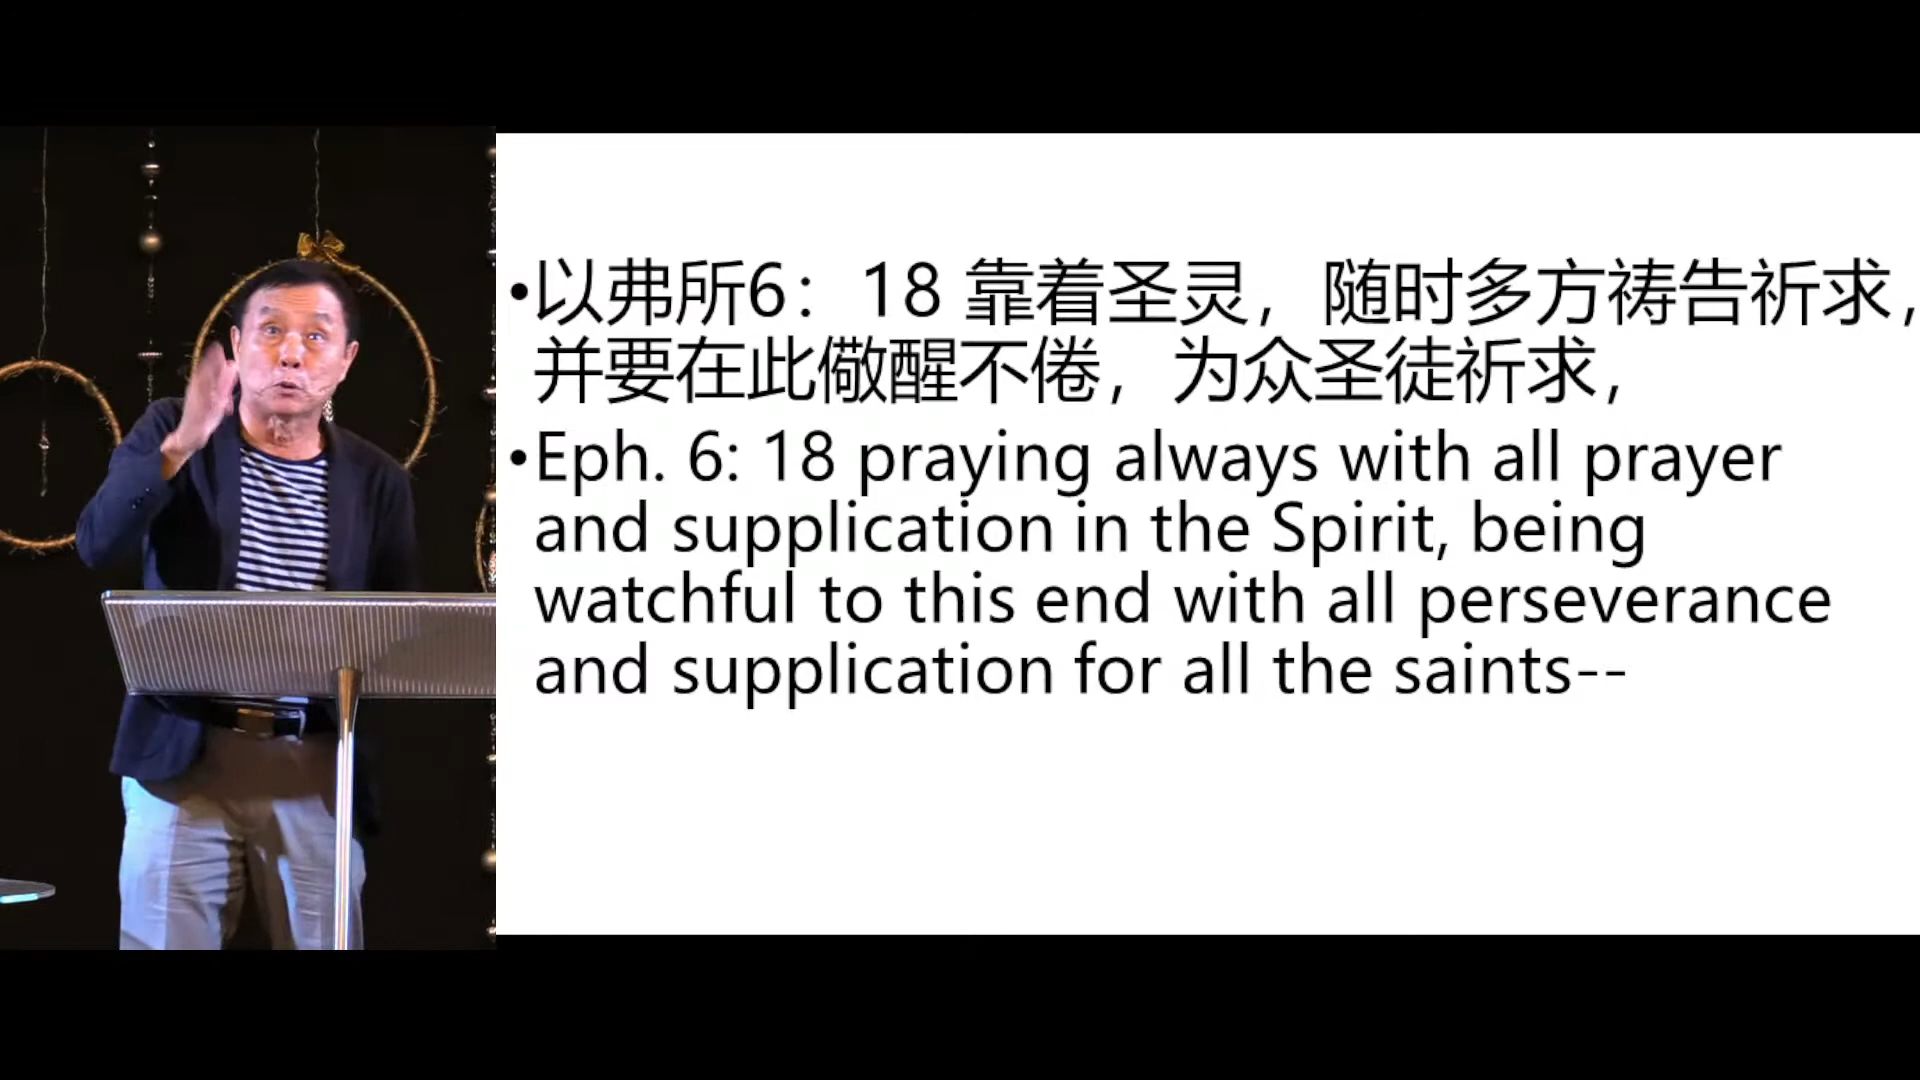 •以弗所6：18 靠着圣灵，随时多方祷告祈求，
并要在此儆醒不倦，为众圣徒祈求，
•Eph. 6: 18 praying always with all prayer
and supplication in the Spirit, being
watchful to this end with all perseverance
and supplication for all the saints--